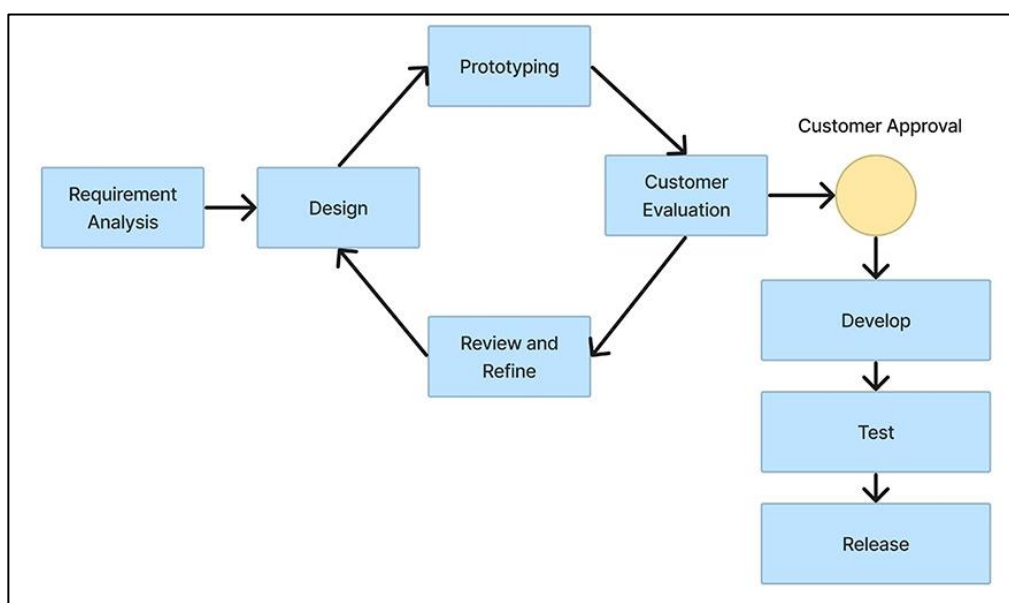 Prototyping
Customer Approval
Requirement
Analysis
Design
Customer
Evaluation
Review and
Refine
Develop
Test
Release